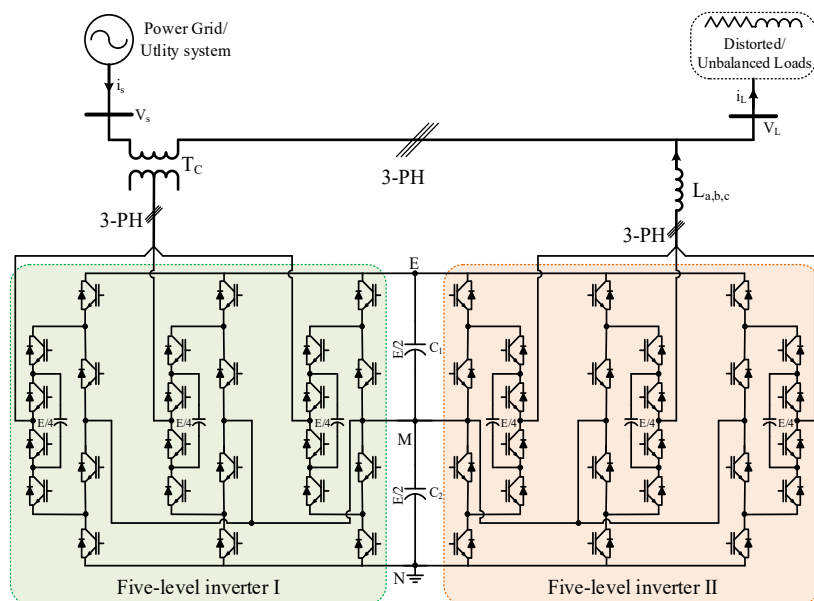 Power Grid/
Utlity system
Distorted/
Unbalanced Loads
i_s
i_L
V_s
V_L
T_C
3-PH
L_a,b,c
3-PH
3-PH
E
E/2
C_1
E/4
E/4
E/4
E/4
E/4
E/4
M
E/2
C_2
N
Five-level inverter I
Five-level inverter II